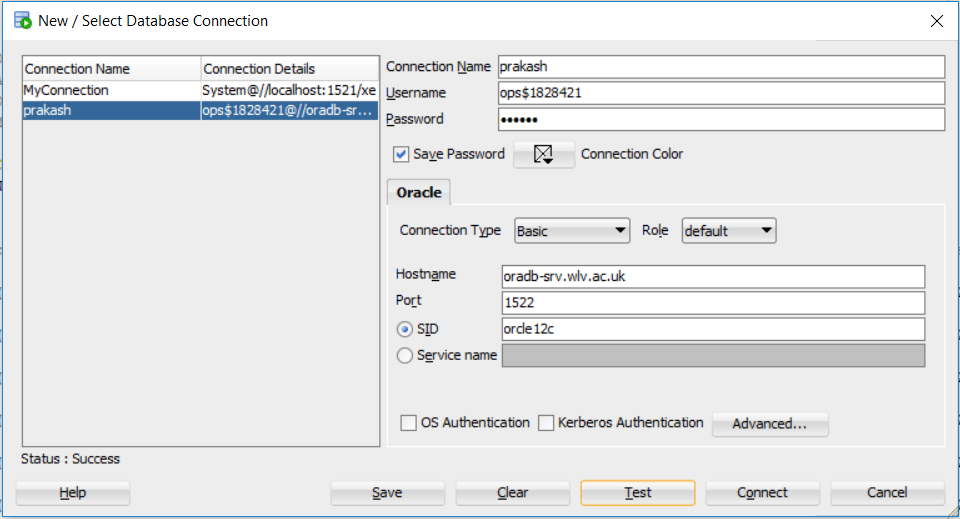 New / Select Database Connection
Connection Name Connection Details
MyConnection System@//localhost:1521/xe
prakash ops$1828421@//oradb-sr...
Connection Name prakash
Username ops$1828421
Password ••••••
Save Password Connection Color
Oracle
Connection Type Basic Role default
Hostname oradb-srv.wlv.ac.uk
Port 1522
SID orcle12c
Service name
OS Authentication Kerberos Authentication Advanced...
Status : Success
Help Save Clear Test Connect Cancel